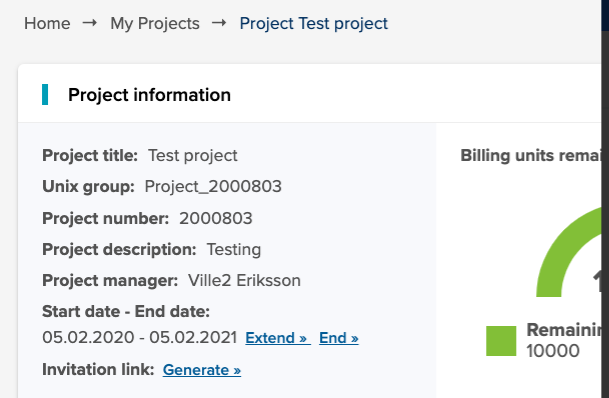 Home → My Projects → Project Test project
Project information
Project title: Test project
Unix group: Project_2000803
Project number: 2000803
Project description: Testing
Project manager: Ville2 Eriksson
Start date - End date:
05.02.2020 - 05.02.2021 Extend » End »
Invitation link: Generate »
Billing units remai
1
Remainin
10000